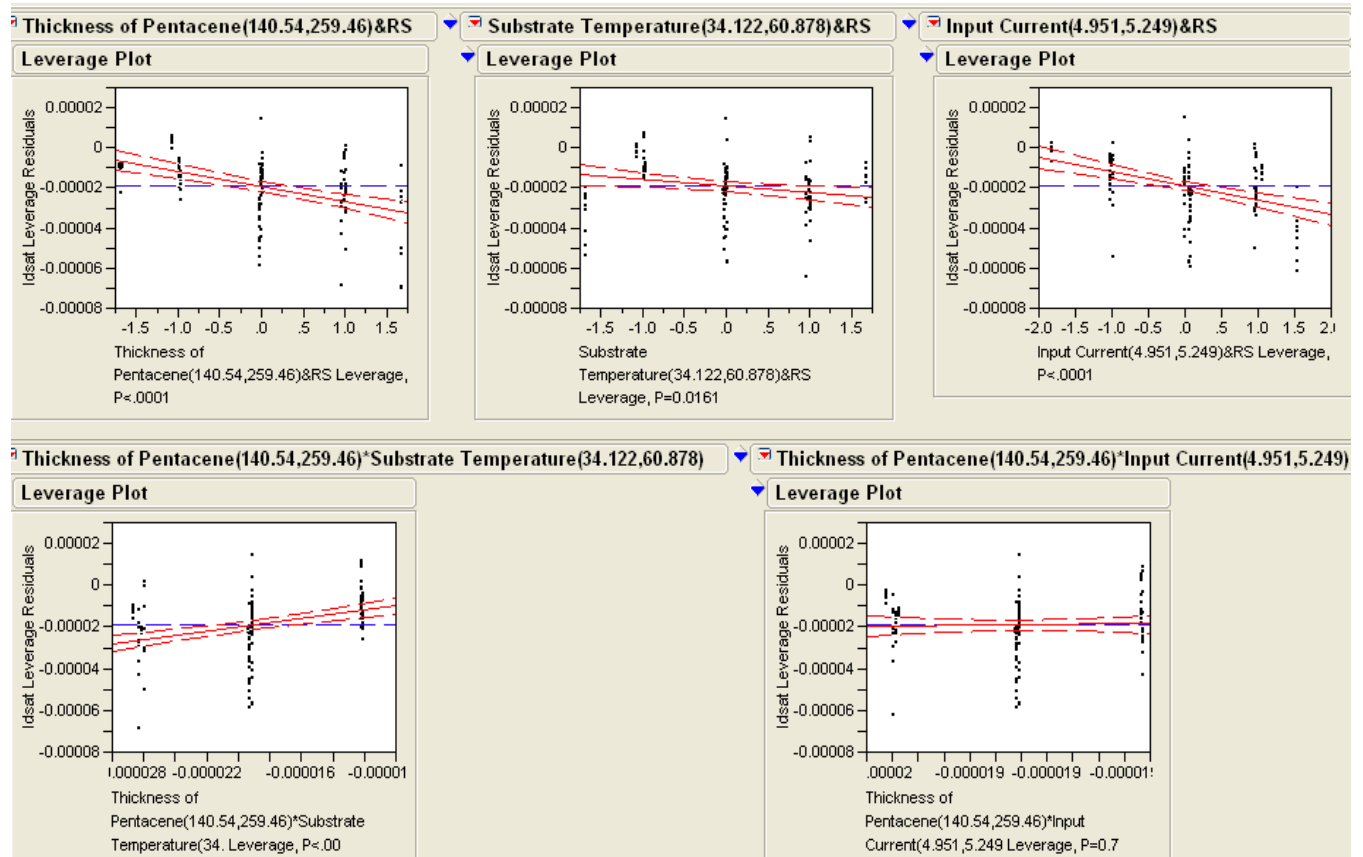 Thickness of Pentacene(140.54,259.46)&RS
Leverage Plot
Idsat Leverage Residuals
0.00002
0
-0.00002
-0.00004
-0.00006
-0.00008
-1.5 -1.0 -0.5 .0 .5 1.0 1.5
Thickness of
Pentacene(140.54,259.46)&RS Leverage,
P<.0001
Substrate Temperature(34.122,60.878)&RS
Leverage Plot
Idsat Leverage Residuals
0.00002
0
-0.00002
-0.00004
-0.00006
-0.00008
-1.5 -1.0 -0.5 .0 .5 1.0 1.5
Substrate
Temperature(34.122,60.878)&RS
Leverage, P=0.0161
Input Current(4.951,5.249)&RS
Leverage Plot
Idsat Leverage Residuals
0.00002
0
-0.00002
-0.00004
-0.00006
-0.00008
-2.0 -1.5 -1.0 -0.5 .0 .5 1.0 1.5
Input Current(4.951,5.249)&RS Leverage,
P<.0001
Thickness of Pentacene(140.54,259.46)*Substrate Temperature(34.122,60.878)
Leverage Plot
Idsat Leverage Residuals
0.00002
0
-0.00002
-0.00004
-0.00006
-0.00008
-0.000022 -0.000016 -0.00001
Thickness of
Pentacene(140.54,259.46)*Substrate
Temperature(34. Leverage, P<.00
Thickness of Pentacene(140.54,259.46)*Input Current(4.951,5.249)
Leverage Plot
Idsat Leverage Residuals
0.00002
0
-0.00002
-0.00004
-0.00006
-0.00008
.00002 -0.000019 -0.000019
Thickness of
Pentacene(140.54,259.46)*Input
Current(4.951,5.249 Leverage, P=0.7